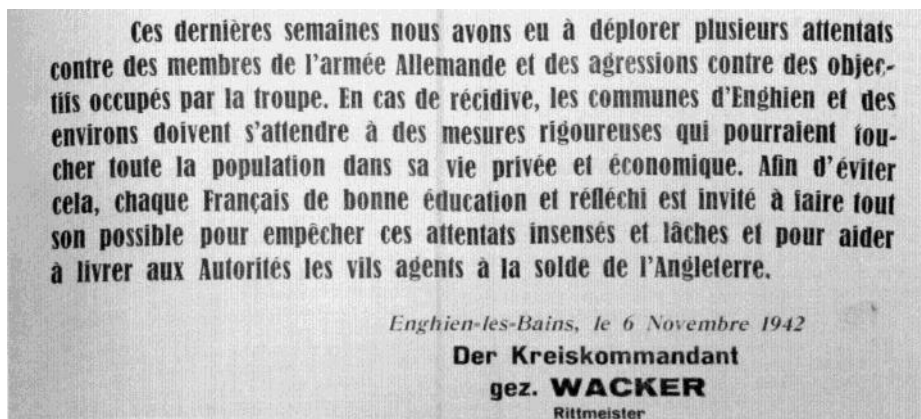 Ces dernières semaines nous avons eu à déplorer plusieurs attentats
contre des membres de l'armée Allemande et des agressions contre des objec-
tifs occupés par la troupe. En cas de récidive, les communes d'Enghien et des
environs doivent s'attendre à des mesures rigoureuses qui pourraient tou-
cher toute la population dans sa vie privée et économique. Afin d'éviter
cela, chaque Français de bonne éducation et réfléchi est invité à faire tout
son possible pour empêcher ces attentats insensés et lâches et pour aider
à livrer aux Autorités les vils agents à la solde de l'Angleterre.
Enghien-les-Bains, le 6 Novembre 1942
Der Kreiskommandant
gez. WACKER
Rittmeister